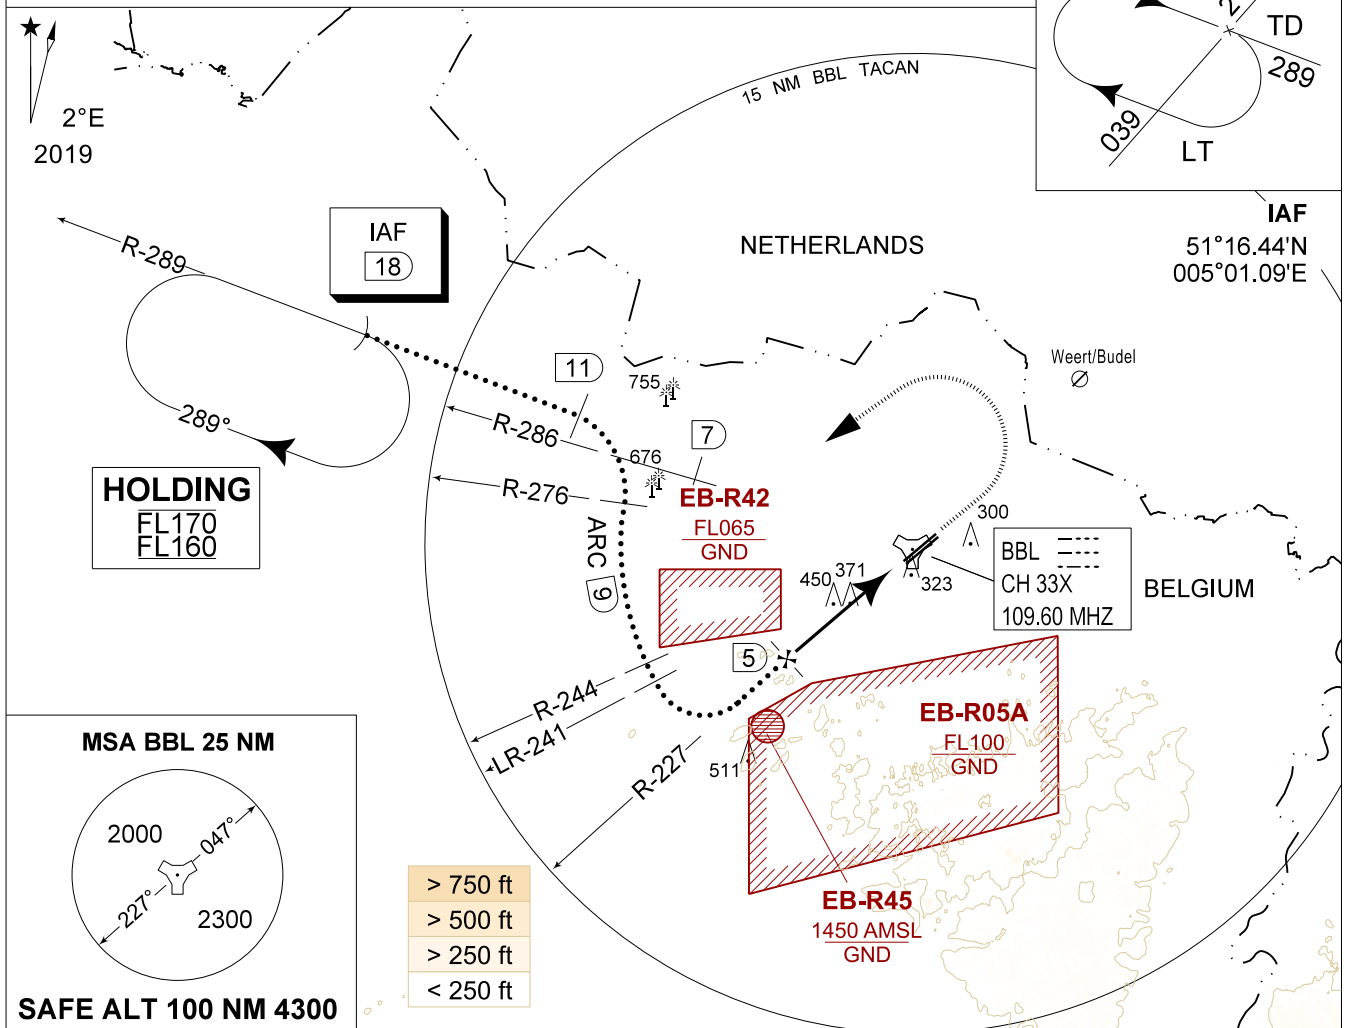 2°E
2019
15 NM BBL TACAN
TD
289
039
LT
IAF
51°16.44'N
005°01.09'E
IAF
18
R-289
NETHERLANDS
289°
HOLDING
FL170
FL160
11
755
7
Weert/Budel
R-286
676
R-276
EB-R42
FL065
GND
ARC 9
300
BBL
CH 33X
109.60 MHZ
BELGIUM
450
371
323
5
R-244
LR-241
R-227
511
EB-R05A
FL100
GND
EB-R45
1450 AMSL
GND
MSA BBL 25 NM
2000
047°
227°
2300
SAFE ALT 100 NM 4300
> 750 ft
> 500 ft
> 250 ft
< 250 ft